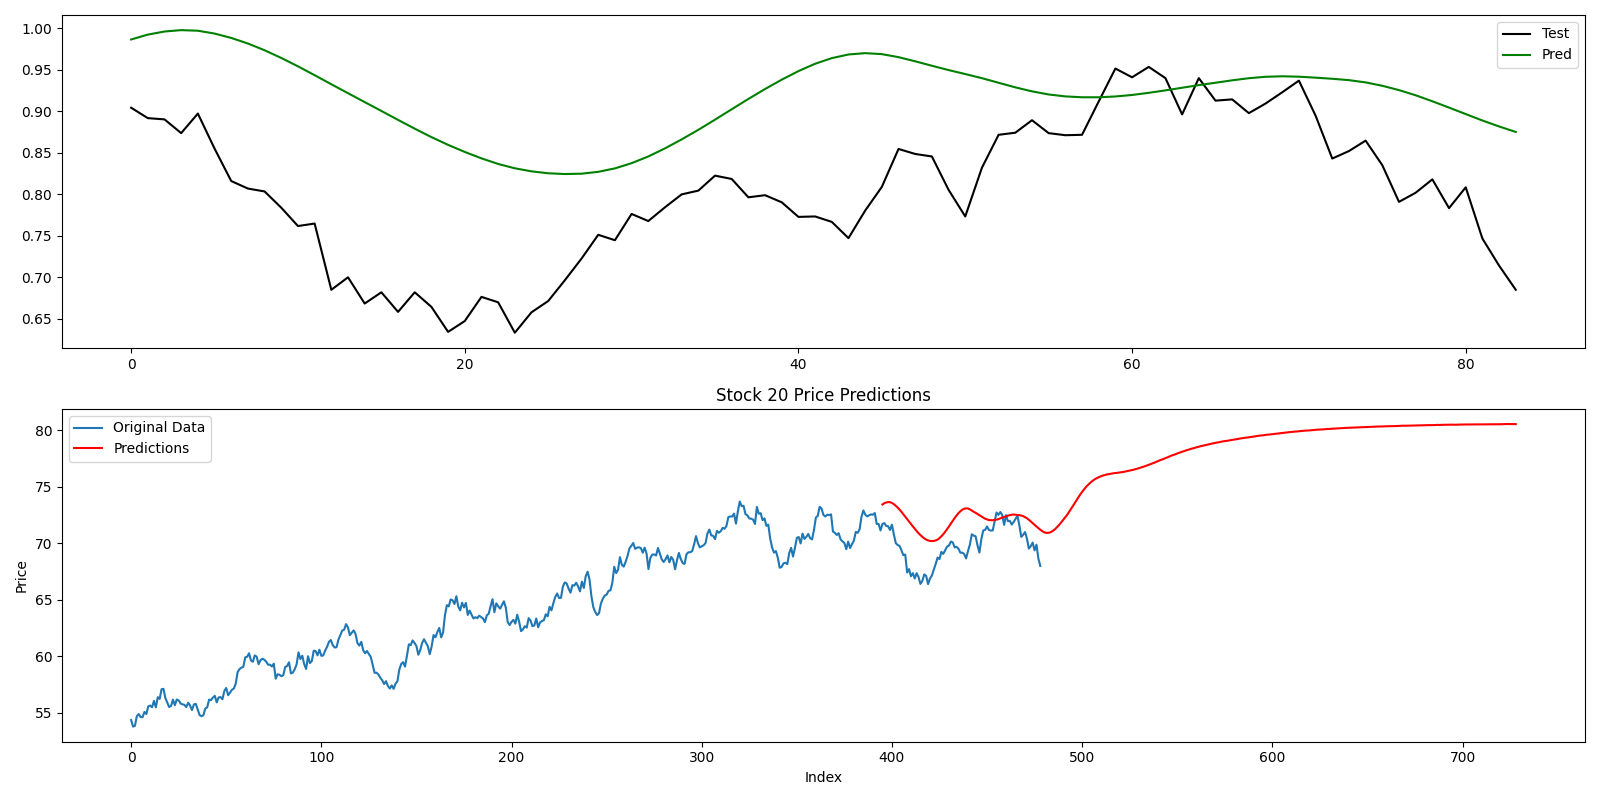 1.00
0.95
0.90
0.85
0.80
0.75
0.70
0.65
Test
Pred
0 20 40 60 80
Stock 20 Price Predictions
Original Data
Predictions
80
75
70
65
60
55
Price
0 100 200 300 400 500 600 700
Index